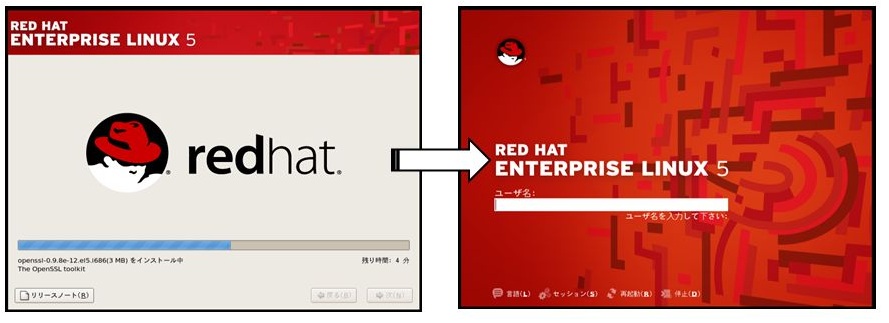 RED HAT
ENTERPRISE LINUX 5
redhat.
openssl-0.9.8e-12.el5.i686(3 MB) をインストール中
残り時間: 4 分
The OpenSSL toolkit
リリースノート(R)
戻る(B)
次(N)
RED HAT
ENTERPRISE LINUX 5
ユーザ名:
ユーザ名を入力して下さい:
言語(L)
セッション(S)
再起動(R)
停止(D)